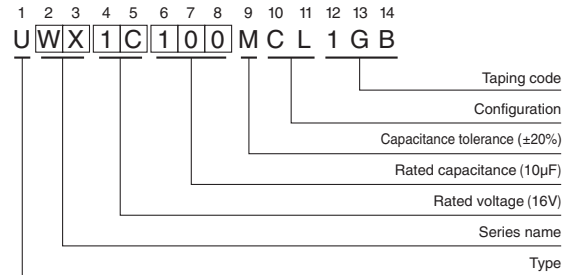 1 2 3 4 5 6 7 8 9 10 11 12 13 14
U W X 1 C 1 0 0 M C L 1 G B
Taping code
Configuration
Capacitance tolerance (±20%)
Rated capacitance (10µF)
Rated voltage (16V)
Series name
Type